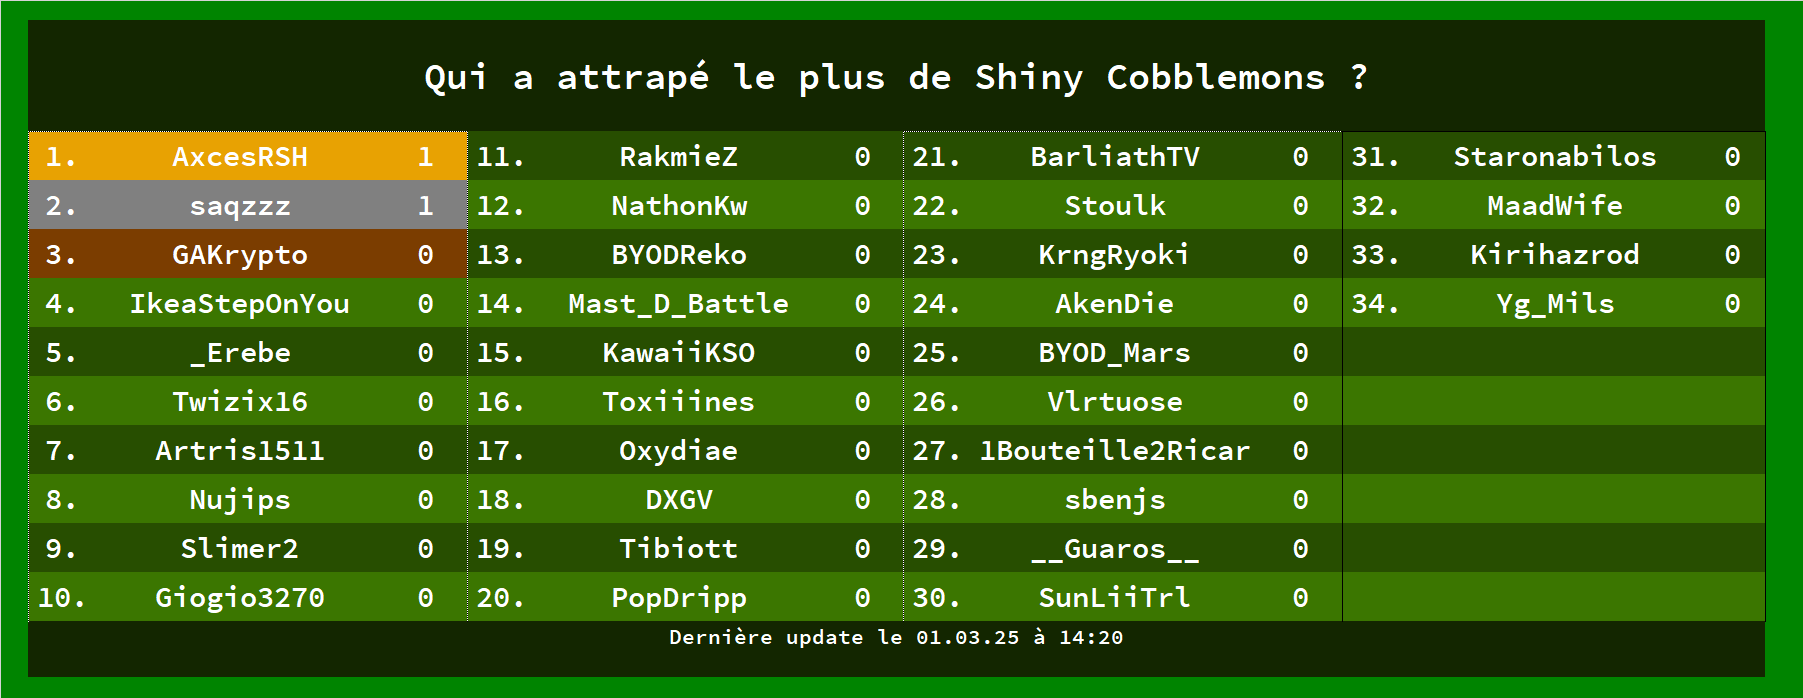 Qui a attrapé le plus de Shiny Cobblemons ?
1. AxcesRSH 1
2. saqzzz 1
3. GAKrypto 0
4. IkeaStepOnYou 0
5. _Erebe 0
6. Twizix16 0
7. Artris1511 0
8. Nujips 0
9. Slimer2 0
10. Giogio3270 0
11. RakmieZ 0
12. NathonKw 0
13. BYODReko 0
14. Mast_D_Battle 0
15. KawaiiKSO 0
16. Toxiiines 0
17. Oxydiae 0
18. DXGV 0
19. Tibiott 0
20. PopDripp 0
21. BarliathTV 0
22. Stoulk 0
23. KrngRyoki 0
24. AkenDie 0
25. BYOD_Mars 0
26. Vlrtuose 0
27. 1Bouteille2Ricar 0
28. sbenjs 0
29. __Guaros__ 0
30. SunLiiTrl 0
31. Staronabilos 0
32. MaadWife 0
33. Kirihazrod 0
34. Yg_Mils 0
Dernière update le 01.03.25 à 14:20